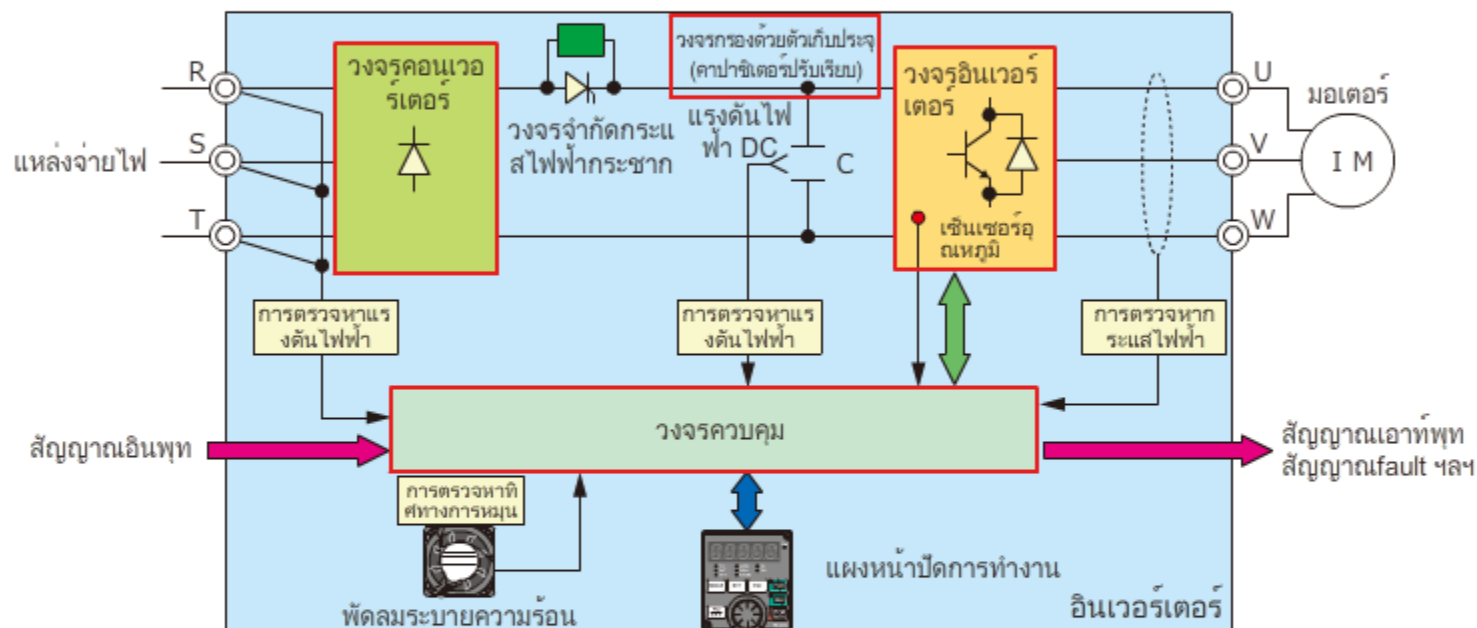 วงจรคอนเวอ
ร์เตอร์
วงจรกรองด้วยตัวเก็บประจุ
(คาปาซิเตอร์ปรับเรียบ)
วงจรอินเวอร์
เตอร์
R
S
T
แหล่งจ่ายไฟ
วงจรจำกัดกระแ
สไฟฟ้ากระชาก
แรงดันไฟ
ฟ้า DC
C
เซ็นเซอร์อุ
ณหภูมิ
U
V
W
มอเตอร์
I M
การตรวจหาแร
งดันไฟฟ้า
การตรวจหาแร
งดันไฟฟ้า
การตรวจหาก
ระแสไฟฟ้า
สัญญาณอินพุท
วงจรควบคุม
สัญญาณเอาท์พุท
สัญญาณfault ฯลฯ
การตรวจหาทิ
ศทางการหมุน
พัดลมระบายความร้อน
แผงหน้าปัดการทำงาน
อินเวอร์เตอร์